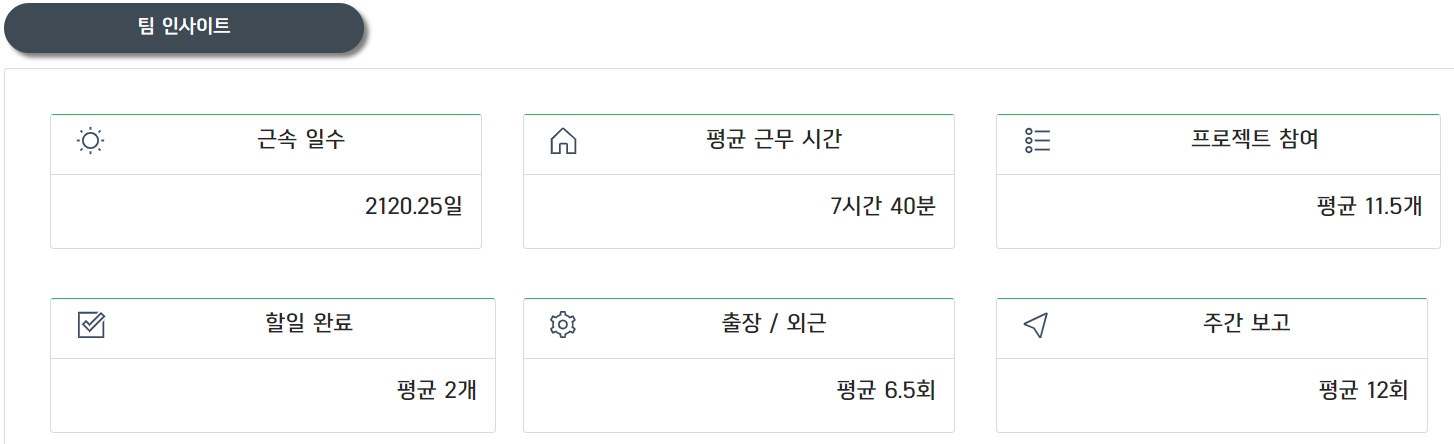 팀 인사이트
근속 일수
평균 근무 시간
프로젝트 참여
2120.25일
7시간 40분
평균 11.5개
할일 완료
출장 / 외근
주간 보고
평균 2개
평균 6.5회
평균 12회